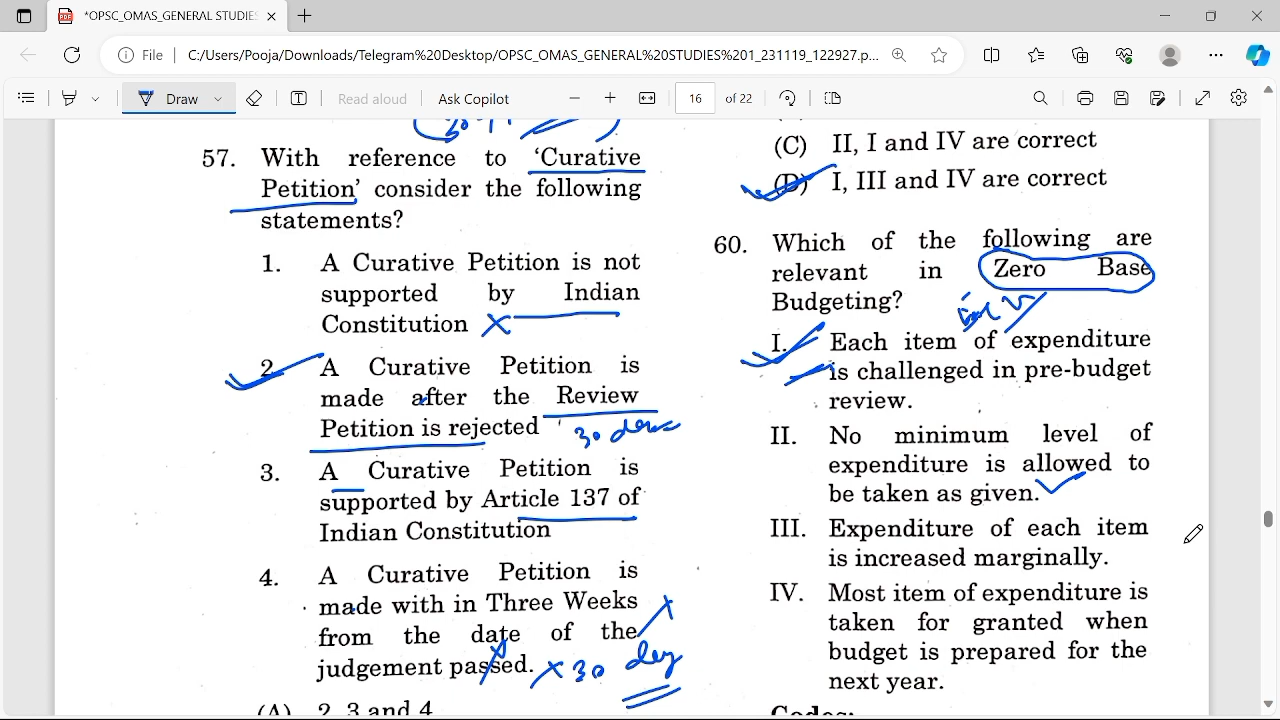 *OPSC_OMAS_GENERAL STUDIES
File
C:/Users/Pooja/Downloads/Telegram%20Desktop/OPSC_OMAS_GENERAL%20STUDIES%201_231119_122927.p...
Draw
Read aloud
Ask Copilot
16
of 22
57. With reference to 'Curative
Petition' consider the following
statements?
1. A Curative Petition is not
supported by Indian
Constitution
2. A Curative Petition is
made after the Review
Petition is rejected
30 days
3. A Curative Petition is
supported by Article 137 of
Indian Constitution
4. A Curative Petition is
made with in Three Weeks
from the date of the
judgement passed.
30 day
(A) 2, 3 and 4
(C) II, I and IV are correct
(D) I, III and IV are correct
60. Which of the following are
relevant in Zero Base
Budgeting?
I. Each item of expenditure
is challenged in pre-budget
review.
II. No minimum level of
expenditure is allowed to
be taken as given.
III. Expenditure of each item
is increased marginally.
IV. Most item of expenditure is
taken for granted when
budget is prepared for the
next year.
Codes: